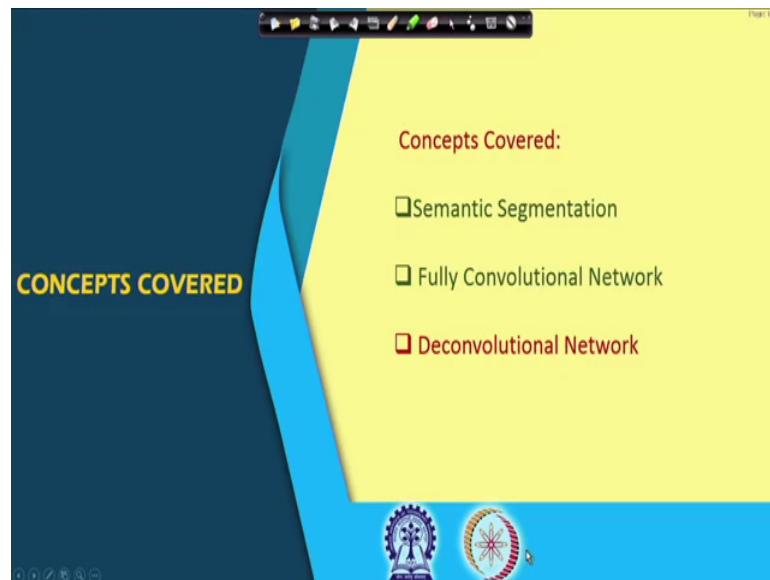 CONCEPTS COVERED
Concepts Covered:
Semantic Segmentation
Fully Convolutional Network
Deconvolutional Network